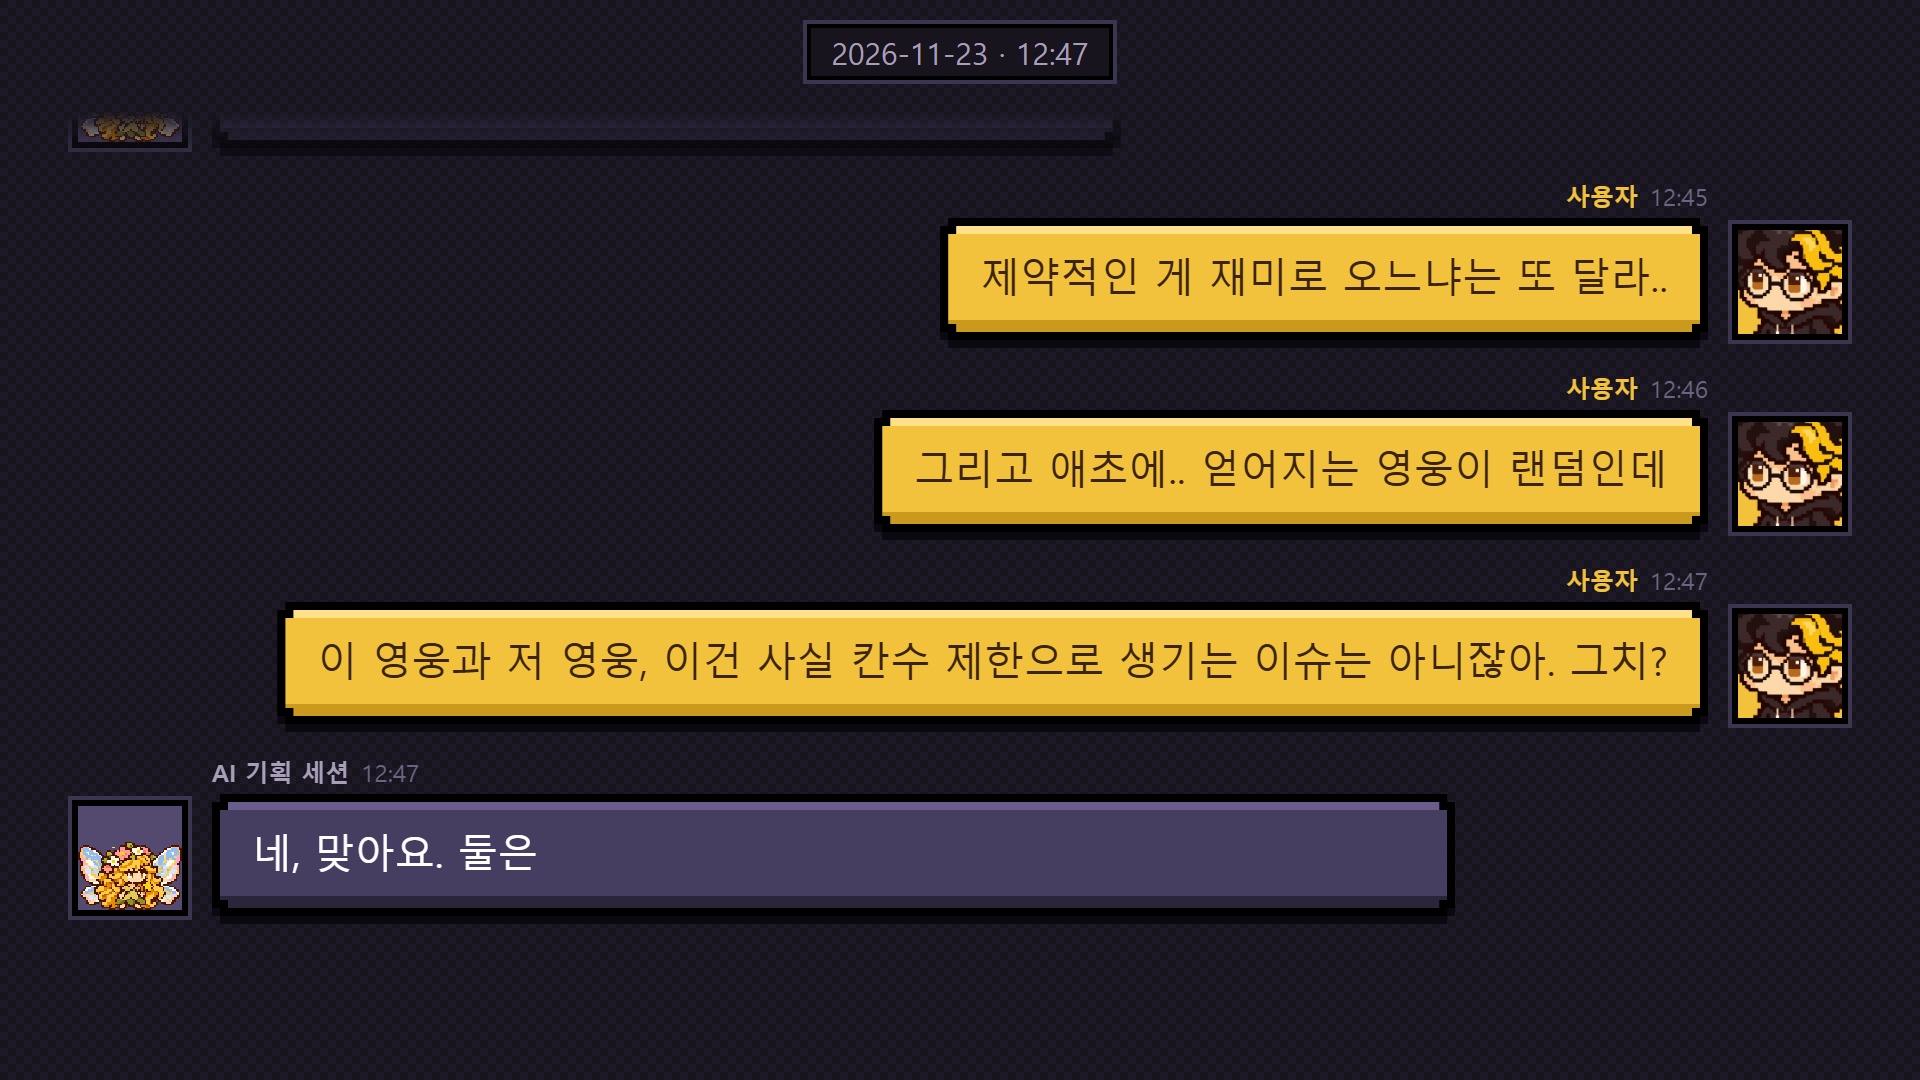 2026-11-23 · 12:47
사용자 12:45
제약적인 게 재미로 오느냐는 또 달라..
사용자 12:46
그리고 애초에.. 얻어지는 영웅이 랜덤인데
사용자 12:47
이 영웅과 저 영웅, 이건 사실 칸수 제한으로 생기는 이슈는 아니잖아. 그치?
AI 기획 세션 12:47
네, 맞아요. 둘은